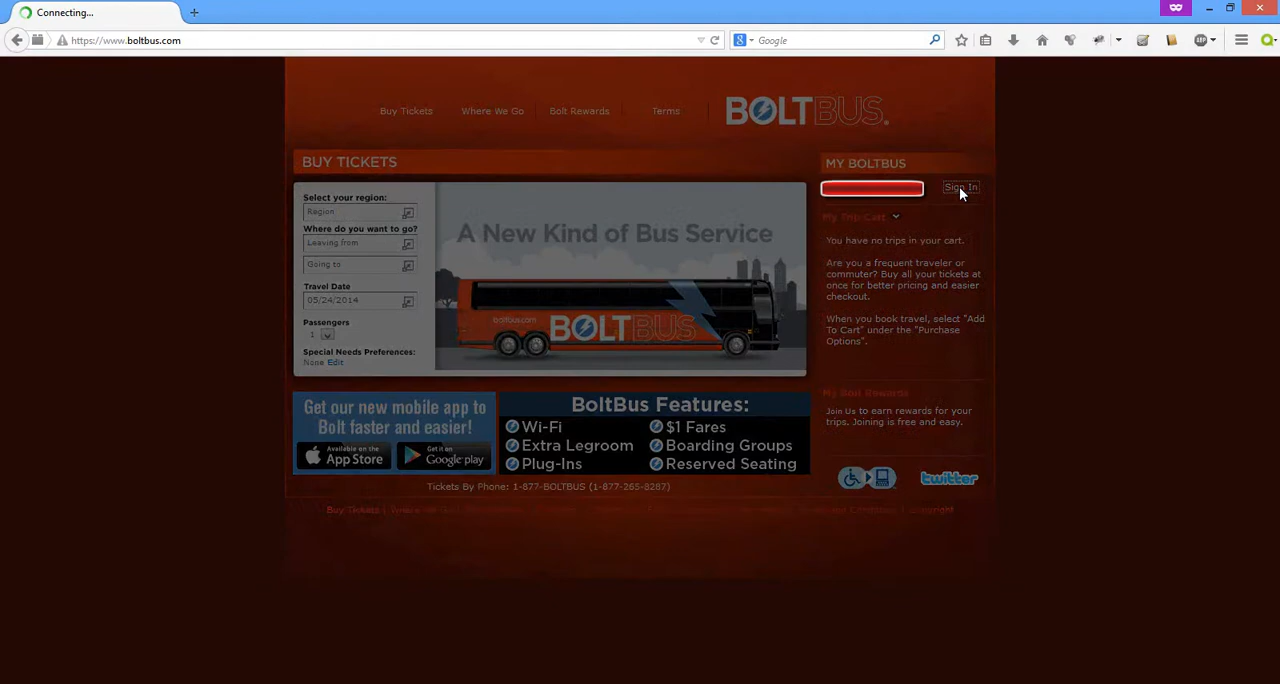 Connecting...
https://www.boltbus.com
Google
Buy Tickets Where We Go Bolt Rewards Terms
BOLTBUS.
BUY TICKETS
MY BOLTBUS
Select your region:
Region
Where do you want to go?
Leaving from
Going to
Travel Date
05/24/2014
Passengers
1
Special Needs Preferences:
None Edit
A New Kind of Bus Service
boltbus.com
BOLTBUS
Sign In
My Trip Cart
You have no trips in your cart.
Are you a frequent traveler or
commuter? Buy all your tickets at
once for better pricing and easier
checkout.
When you book travel, select "Add
To Cart" under the "Purchase
Options".
My Bolt Rewards
Join Us to earn rewards for your
trips. Joining is free and easy.
Get our new mobile app to
Bolt faster and easier!
Available on the
App Store
Get it on
Google play
BoltBus Features:
Wi-Fi $1 Fares
Extra Legroom Boarding Groups
Plug-Ins Reserved Seating
twitter
Tickets By Phone: 1-877-BOLTBUS (1-877-265-8287)
Buy Tickets | Where We Go
Copyright